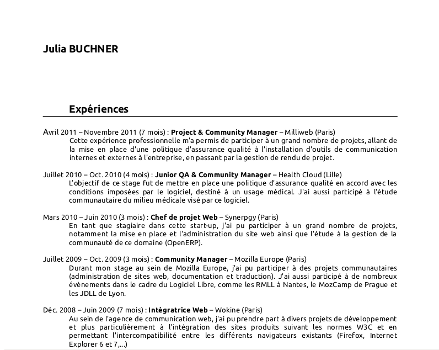 Julia BUCHNER
Expériences
Avril 2011 – Novembre 2011 (7 mois) : Project & Community Manager – Milliweb (Paris)
Cette expérience professionnelle m'a permis de participer à un grand nombre de projets, allant de
la mise en place d'une politique d'assurance qualité à l'installation d'outils de communication
internes et externes à l'entreprise, en passant par la gestion de rendu de projet.
Juillet 2010 – Oct. 2010 (4 mois) : Junior QA & Community Manager – Health Cloud (Lille)
L'objectif de ce stage fut de mettre en place une politique d'assurance qualité en accord avec les
conditions imposées par le logiciel, destiné à un usage médical. J'ai aussi participé à l'étude
communautaire du milieu médicale visé par ce logiciel.
Mars 2010 – Juin 2010 (3 mois) : Chef de projet Web – Synerpgy (Paris)
En tant que stagiaire dans cette start-up, j'ai pu participer à un grand nombre de projets,
notamment la mise en place et l'administration du site web ainsi que l'étude à la gestion de la
communauté de ce domaine (OpenERP).
Juillet 2009 – Oct. 2009 (3 mois) : Community Manager – Mozilla Europe (Paris)
Durant mon stage au sein de Mozilla Europe, j'ai pu participer à des projets communautaires
(administration de sites web, documentation et traduction). J'ai aussi participé à de nombreux
évènements dans le cadre du Logiciel Libre, comme les RMLL à Nantes, le MozCamp de Prague et
les JDLL de Lyon.
Déc. 2008 – Juin 2009 (7 mois) : Intégratrice Web – Wokine (Paris)
Au sein de l'agence de communication web, j'ai pu prendre part à divers projets de développement
et plus particulièrement à l'intégration des sites produits suivant les normes W3C et en
permettant l'intercompatibilité entre les différents navigateurs existants (Firefox, Internet
Explorer 6 et 7,...)